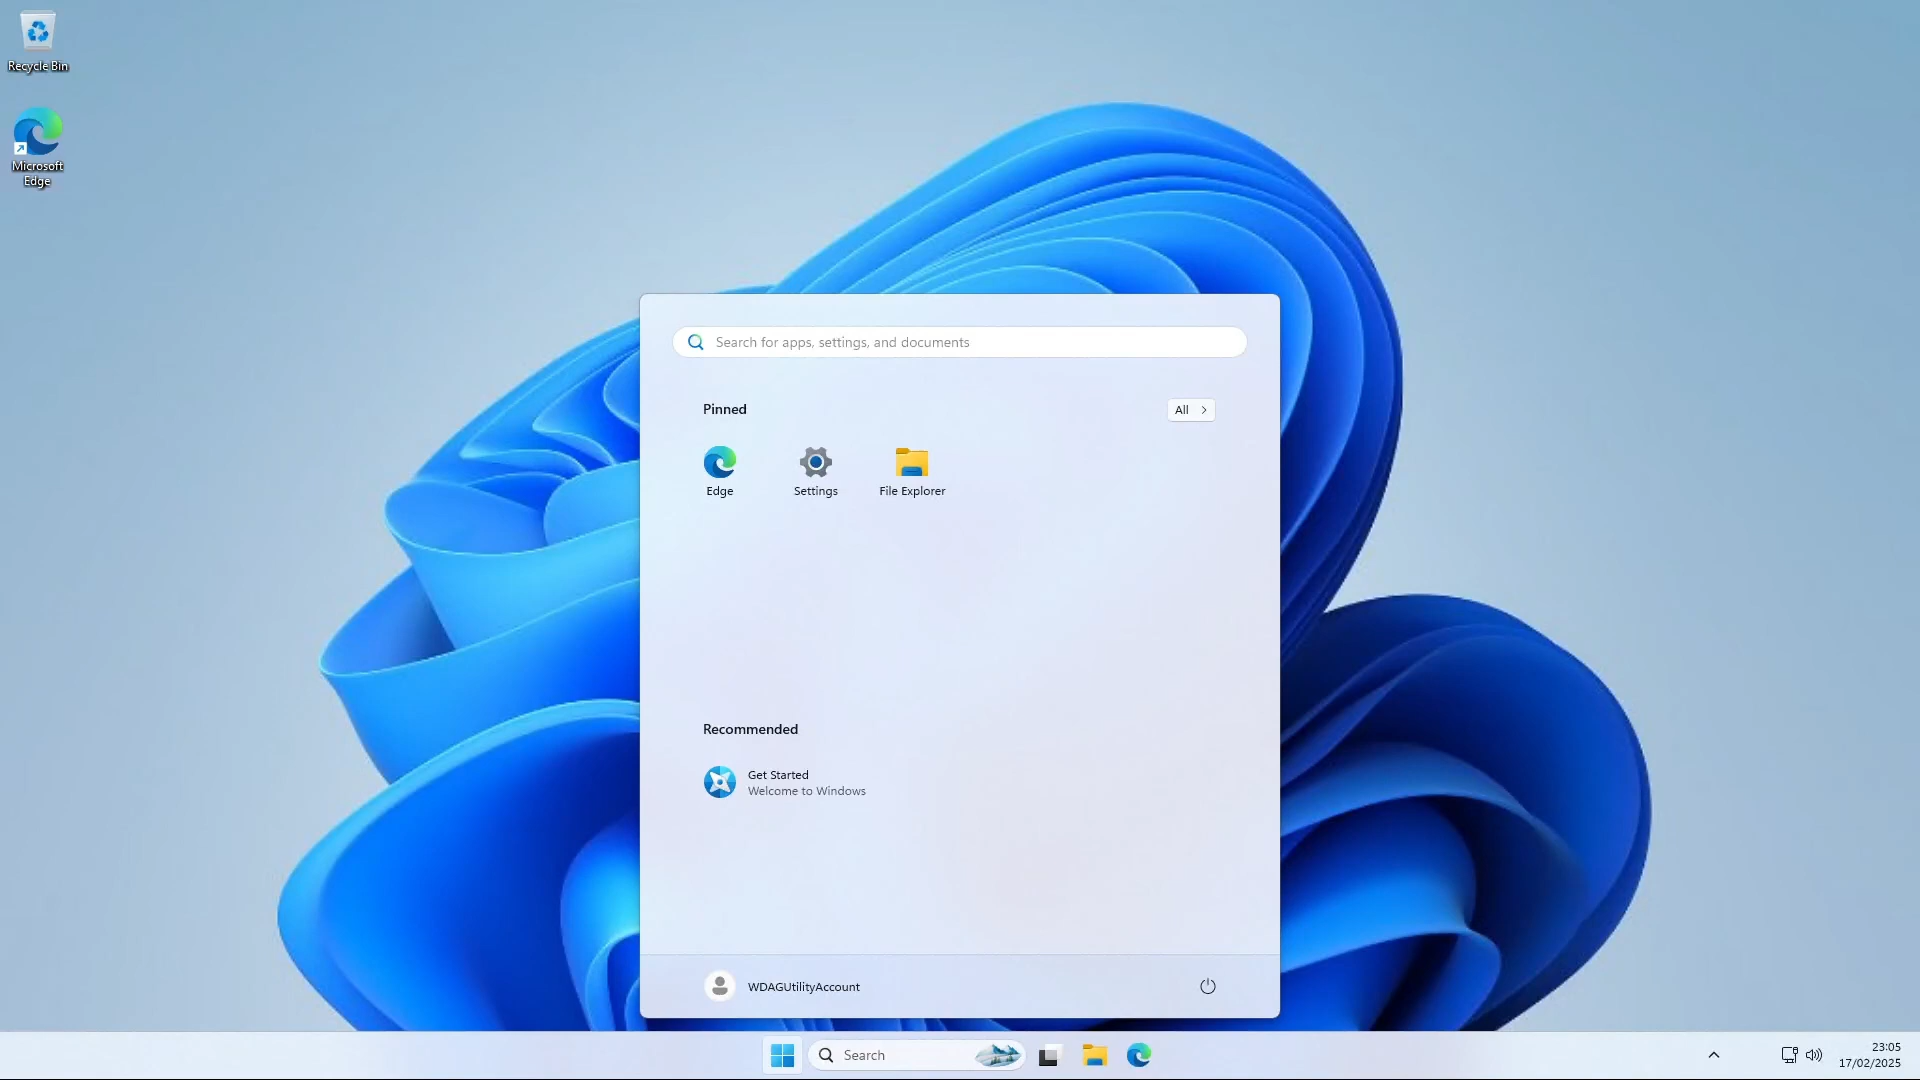 Recycle Bin
Microsoft
Edge
Search for apps, settings, and documents
Pinned
All
Edge
Settings
File Explorer
Recommended
Get Started
Welcome to Windows
WDAGUtilityAccount
Search
23:05
17/02/2025